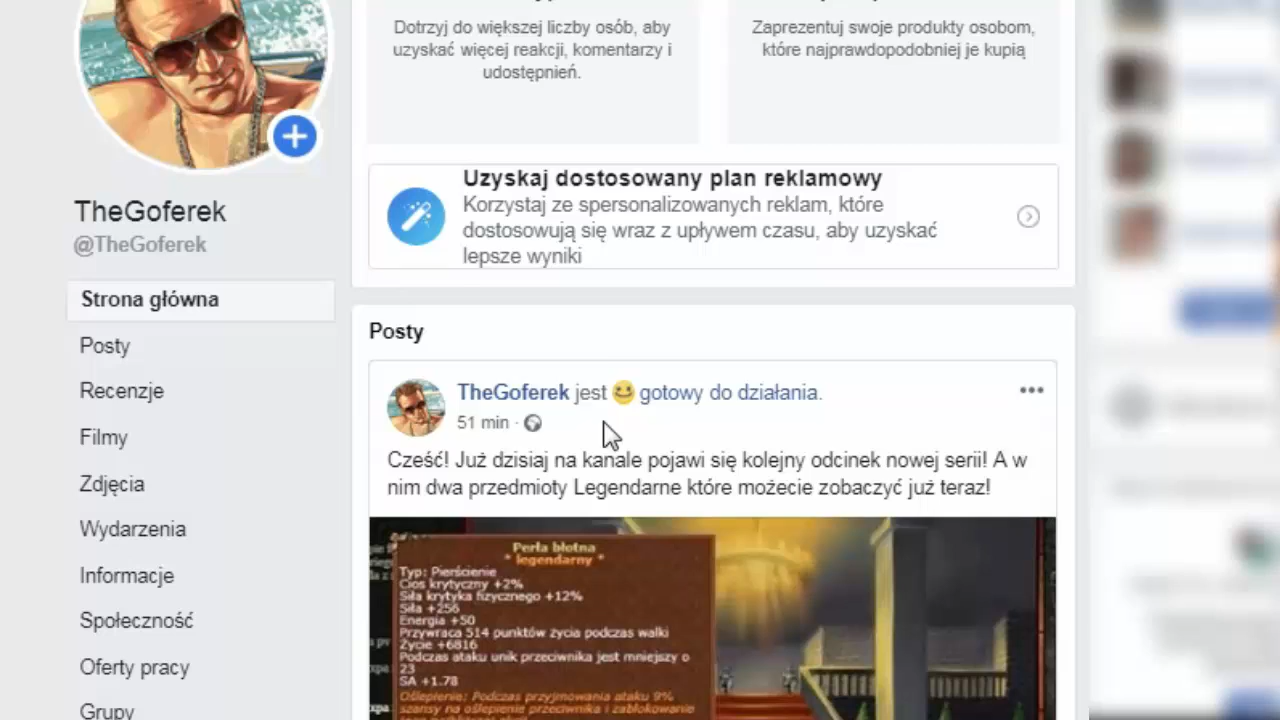 Dotrzyj do większej liczby osób, aby
uzyskać więcej reakcji, komentarzy i
udostępnień.
Zaprezentuj swoje produkty osobom,
które najprawdopodobniej je kupią
Uzyskaj dostosowany plan reklamowy
Korzystaj ze spersonalizowanych reklam, które
dostosowują się wraz z upływem czasu, aby uzyskać
lepsze wyniki
TheGoferek
@TheGoferek
Strona główna
Posty
Recenzje
Filmy
Zdjęcia
Wydarzenia
Informacje
Społeczność
Oferty pracy
Grupy
Posty
TheGoferek jest gotowy do działania.
51 min ·
Cześć! Już dzisiaj na kanale pojawi się kolejny odcinek nowej serii! A w
nim dwa przedmioty Legendarne które możecie zobaczyć już teraz!
Perła błotna
* legendarny *
Typ: Pierścienie
Cios krytyczny +2%
Siła krytyka fizycznego +12%
Siła +256
Energia +50
Przywraca 514 punktów życia podczas walki
Życie +6816
Podczas ataku unik przeciwnika jest mniejszy o
23
SA +1.78
Oślepienie: Podczas przyjmowania ataku 9%
szansy na oślepienie przeciwnika i zablokowanie